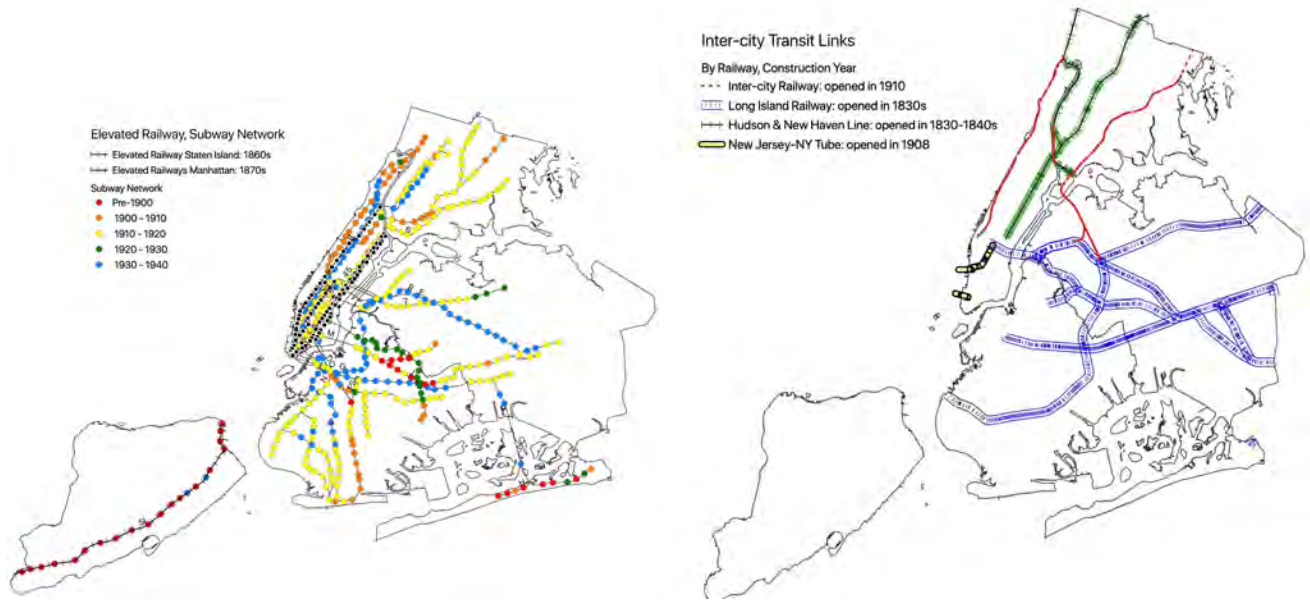 Elevated Railway, Subway Network
Elevated Railway Staten Island: 1860s
Elevated Railways Manhattan: 1870s
Subway Network
Pre-1900
1900 - 1910
1910 - 1920
1920 - 1930
1930 - 1940
Inter-city Transit Links
By Railway, Construction Year
Inter-city Railway: opened in 1910
Long Island Railway: opened in 1830s
Hudson & New Haven Line: opened in 1830-1840s
New Jersey-NY Tube: opened in 1908